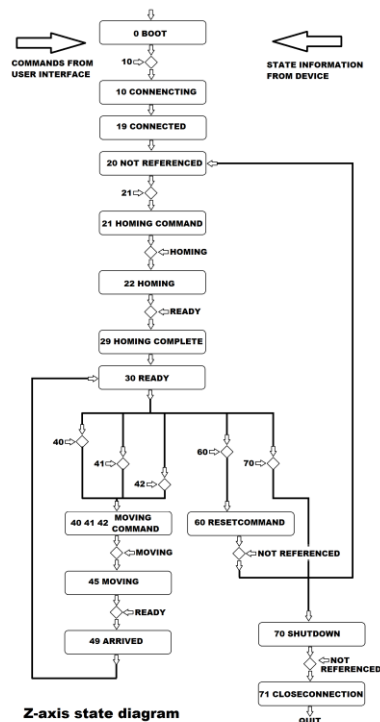 0 BOOT
COMMANDS FROM
USER INTERFACE
STATE INFORMATION
FROM DEVICE
10
10 CONNENCTING
19 CONNECTED
20 NOT REFERENCED
21
21 HOMING COMMAND
HOMING
22 HOMING
READY
29 HOMING COMPLETE
30 READY
40
41
42
60
70
40 41 42 MOVING
COMMAND
60 RESETCOMMAND
MOVING
NOT REFERENCED
45 MOVING
READY
49 ARRIVED
70 SHUTDOWN
NOT
REFERENCED
71 CLOSECONNECTION
QUIT
Z-axis state diagram